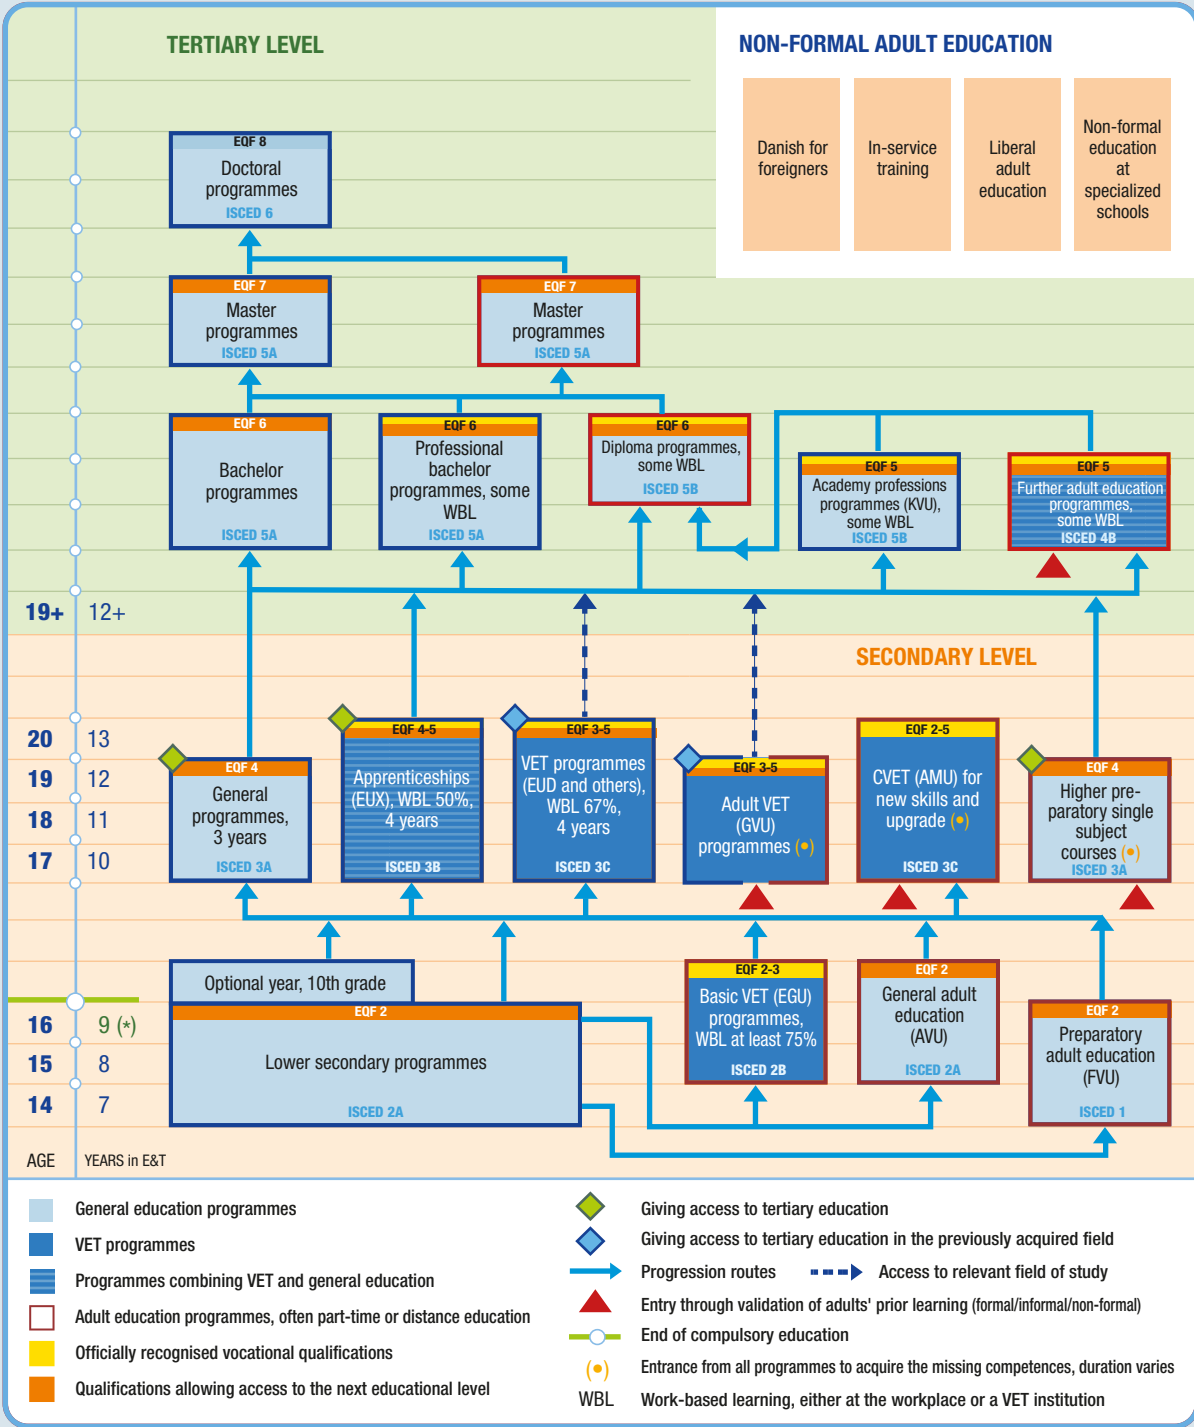 TERTIARY LEVEL
NON-FORMAL ADULT EDUCATION
Danish for
foreigners
In-service
training
Liberal
adult
education
Non-formal
education
at
specialized
schools
EQF 8
Doctoral
programmes
ISCED 6
EQF 7
Master
programmes
ISCED 5A
EQF 7
Master
programmes
ISCED 5A
EQF 6
Bachelor
programmes
ISCED 5A
EQF 6
Professional
bachelor
programmes, some
WBL
ISCED 5A
EQF 6
Diploma programmes,
some WBL
ISCED 5B
EQF 5
Academy professions
programmes (KVU),
some WBL
ISCED 5B
EQF 5
Further adult education
programmes,
some WBL
ISCED 4B
19+ 12+
SECONDARY LEVEL
20 13
19 12
18 11
17 10
EQF 4
General
programmes,
3 years
ISCED 3A
EQF 4-5
Apprenticeships
(EUX), WBL 50%,
4 years
ISCED 3B
EQF 3-5
VET programmes
(EUD and others),
WBL 67%,
4 years
ISCED 3C
EQF 3-5
Adult VET
(GVU)
programmes (•)
EQF 2-5
CVET (AMU) for
new skills and
upgrade (•)
ISCED 3C
EQF 4
Higher pre-
paratory single
subject
courses (•)
ISCED 3A
Optional year, 10th grade
EQF 2
Lower secondary programmes
ISCED 2A
EQF 2-3
Basic VET (EGU)
programmes,
WBL at least 75%
ISCED 2B
EQF 2
General adult
education
(AVU)
ISCED 2A
EQF 2
Preparatory
adult education
(FVU)
ISCED 1
16 9 (*)
15 8
14 7
AGE YEARS in E&T
General education programmes
VET programmes
Programmes combining VET and general education
Adult education programmes, often part-time or distance education
Officially recognised vocational qualifications
Qualifications allowing access to the next educational level
Giving access to tertiary education
Giving access to tertiary education in the previously acquired field
Progression routes
Access to relevant field of study
Entry through validation of adults' prior learning (formal/informal/non-formal)
End of compulsory education
(•) Entrance from all programmes to acquire the missing competences, duration varies
WBL Work-based learning, either at the workplace or a VET institution